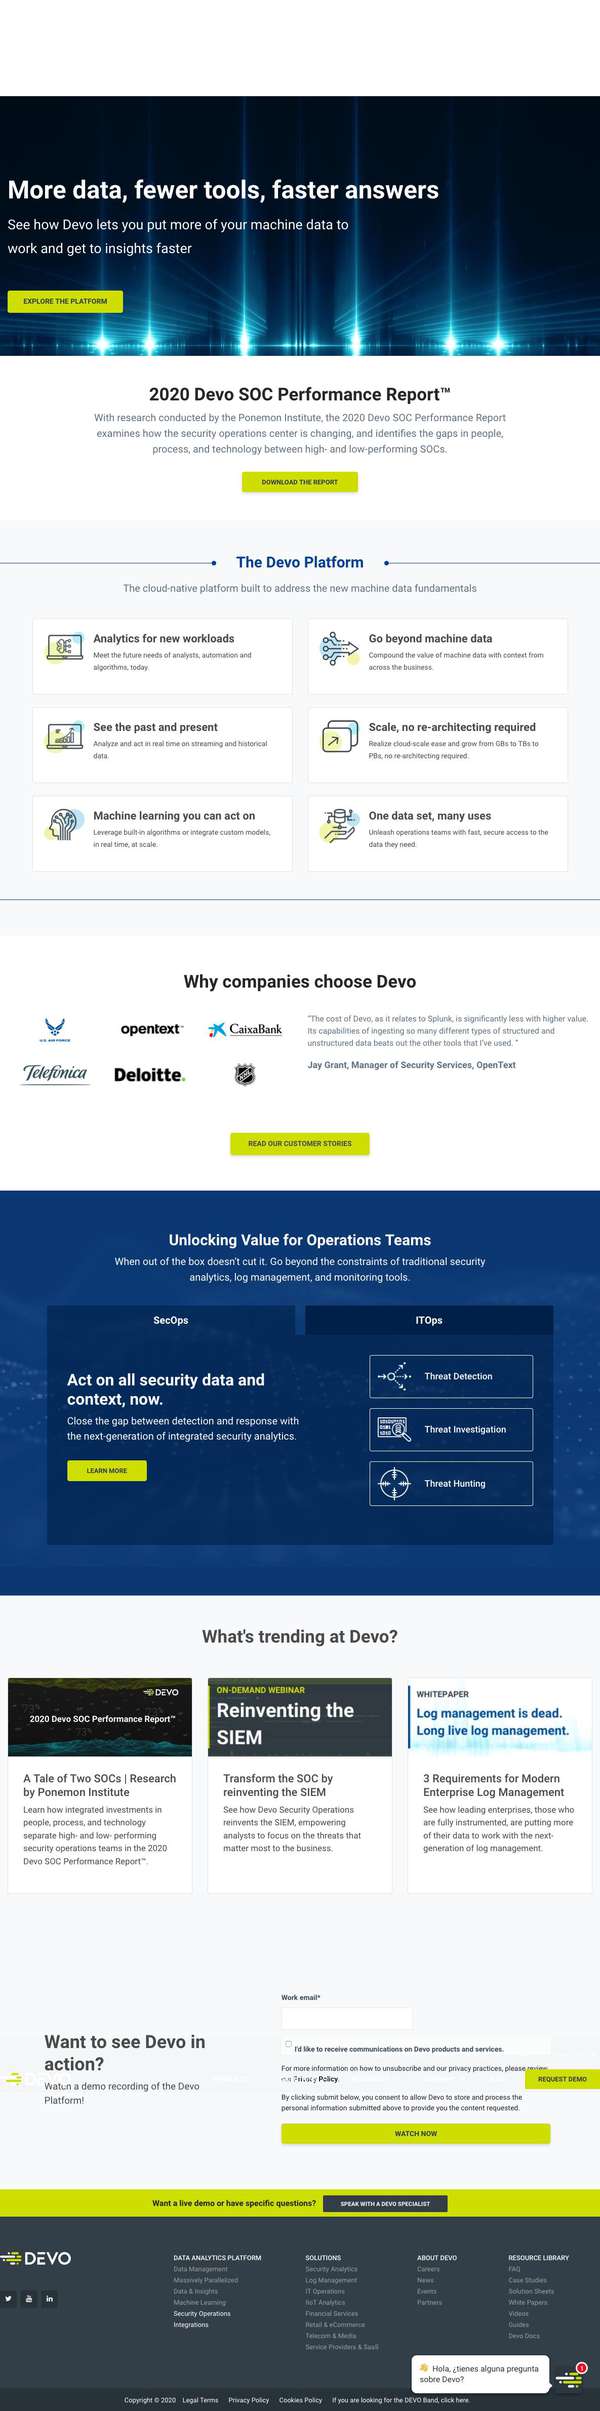 More data, fewer tools, faster answers
See how Devo lets you put more of your machine data to
work and get to insights faster
EXPLORE THE PLATFORM
2020 Devo SOC Performance Report™
With research conducted by the Ponemon Institute, the 2020 Devo SOC Performance Report
examines how the security operations center is changing, and identifies the gaps in people,
process, and technology between high- and low-performing SOCs.
DOWNLOAD THE REPORT
The Devo Platform
The cloud-native platform built to address the new machine data fundamentals
Analytics for new workloads
Meet the future needs of analysts, automation and
algorithms, today.
Go beyond machine data
Compound the value of machine data with context from
across the business.
See the past and present
Analyze and act in real time on streaming and historical
data.
Scale, no re-architecting required
Realize cloud-scale ease and grow from GBs to TBs to
PBs, no re-architecting required.
Machine learning you can act on
Leverage built-in algorithms or integrate custom models,
in real time, at scale.
One data set, many uses
Unleash operations teams with fast, secure access to the
data they need.
Why companies choose Devo
U.S. AIR FORCE
opentext™
CaixaBank
Telefónica
Deloitte.
NHL
"The cost of Devo, as it relates to Splunk, is significantly less with higher value.
Its capabilities of ingesting so many different types of structured and
unstructured data beats out the other tools that I've used. "
Jay Grant, Manager of Security Services, OpenText
READ OUR CUSTOMER STORIES
Unlocking Value for Operations Teams
When out of the box doesn't cut it. Go beyond the constraints of traditional security
analytics, log management, and monitoring tools.
SecOps
ITOps
Act on all security data and
context, now.
Close the gap between detection and response with
the next-generation of integrated security analytics.
LEARN MORE
Threat Detection
Threat Investigation
Threat Hunting
What's trending at Devo?
DEVO
2020 Devo SOC Performance Report™
A Tale of Two SOCs | Research
by Ponemon Institute
Learn how integrated investments in
people, process, and technology
separate high- and low- performing
security operations teams in the 2020
Devo SOC Performance Report™.
ON-DEMAND WEBINAR
Reinventing the
SIEM
Transform the SOC by
reinventing the SIEM
See how Devo Security Operations
reinvents the SIEM, empowering
analysts to focus on the threats that
matter most to the business.
WHITEPAPER
Log management is dead.
Long live log management.
3 Requirements for Modern
Enterprise Log Management
See how leading enterprises, those who
are fully instrumented, are putting more
of their data to work with the next-
generation of log management.
Want to see Devo in
action?
Watch a demo recording of the Devo
Platform!
Work email*
I'd like to receive communications on Devo products and services.
For more information on how to unsubscribe and our privacy practices, please review
our Privacy Policy.
REQUEST DEMO
By clicking submit below, you consent to allow Devo to store and process the
personal information submitted above to provide you the content requested.
WATCH NOW
Want a live demo or have specific questions?
SPEAK WITH A DEVO SPECIALIST
DEVO
DATA ANALYTICS PLATFORM
Data Management
Massively Parallelized
Data & Insights
Machine Learning
Security Operations
Integrations
SOLUTIONS
Security Analytics
Log Management
IT Operations
IIoT Analytics
Financial Services
Retail & eCommerce
Telecom & Media
Service Providers & SaaS
ABOUT DEVO
Careers
News
Events
Partners
RESOURCE LIBRARY
FAQ
Case Studies
Solution Sheets
White Papers
Videos
Guides
Devo Docs
👋 Hola, ¿tienes alguna pregunta
sobre Devo?
1
Copyright © 2020 Legal Terms Privacy Policy Cookies Policy If you are looking for the DEVO Band, click here.